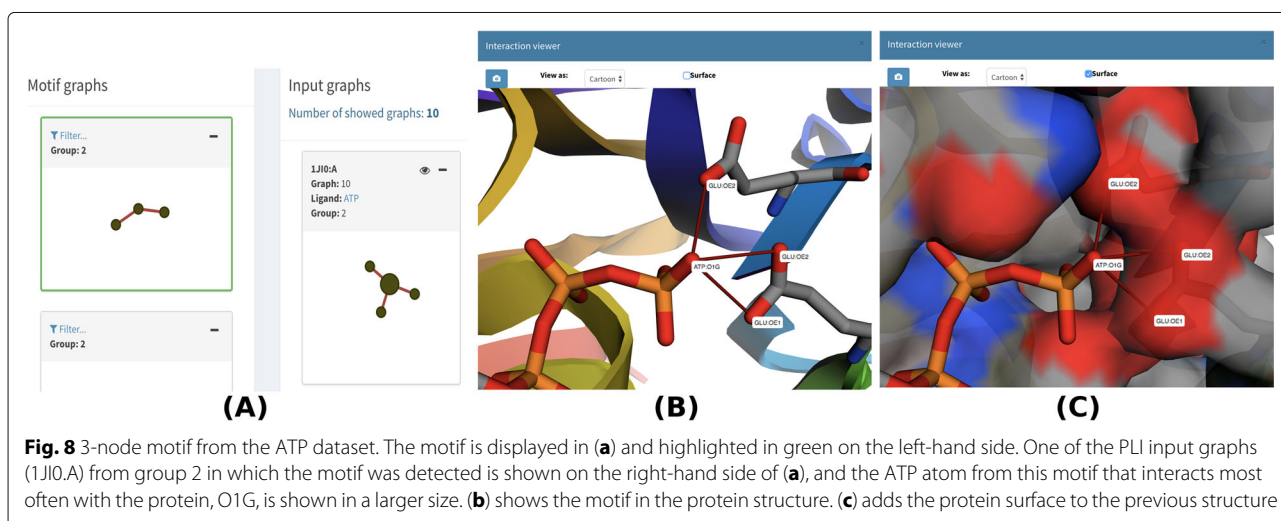 Motif graphs
Filter...
Group: 2
Filter...
Group: 2
Input graphs
Number of showed graphs: 10
1JI0:A
Graph: 10
Ligand: ATP
Group: 2
(A)
Interaction viewer
×
View as:
Cartoon
Surface
GLU:OE2
GLU:OE2
ATP:O1G
GLU:OE1
(B)
Interaction viewer
×
View as:
Cartoon
Surface
GLU:OE2
GLU:OE2
ATP:O1G
GLU:OE1
(C)
Fig. 8 3-node motif from the ATP dataset. The motif is displayed in (a) and highlighted in green on the left-hand side. One of the PLI input graphs
(1JI0.A) from group 2 in which the motif was detected is shown on the right-hand side of (a), and the ATP atom from this motif that interacts most
often with the protein, O1G, is shown in a larger size. (b) shows the motif in the protein structure. (c) adds the protein surface to the previous structure